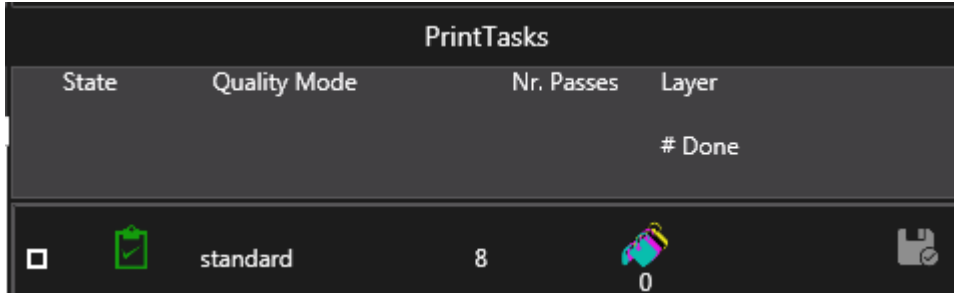 PrintTasks
State Quality Mode Nr. Passes Layer
# Done
standard 8
0